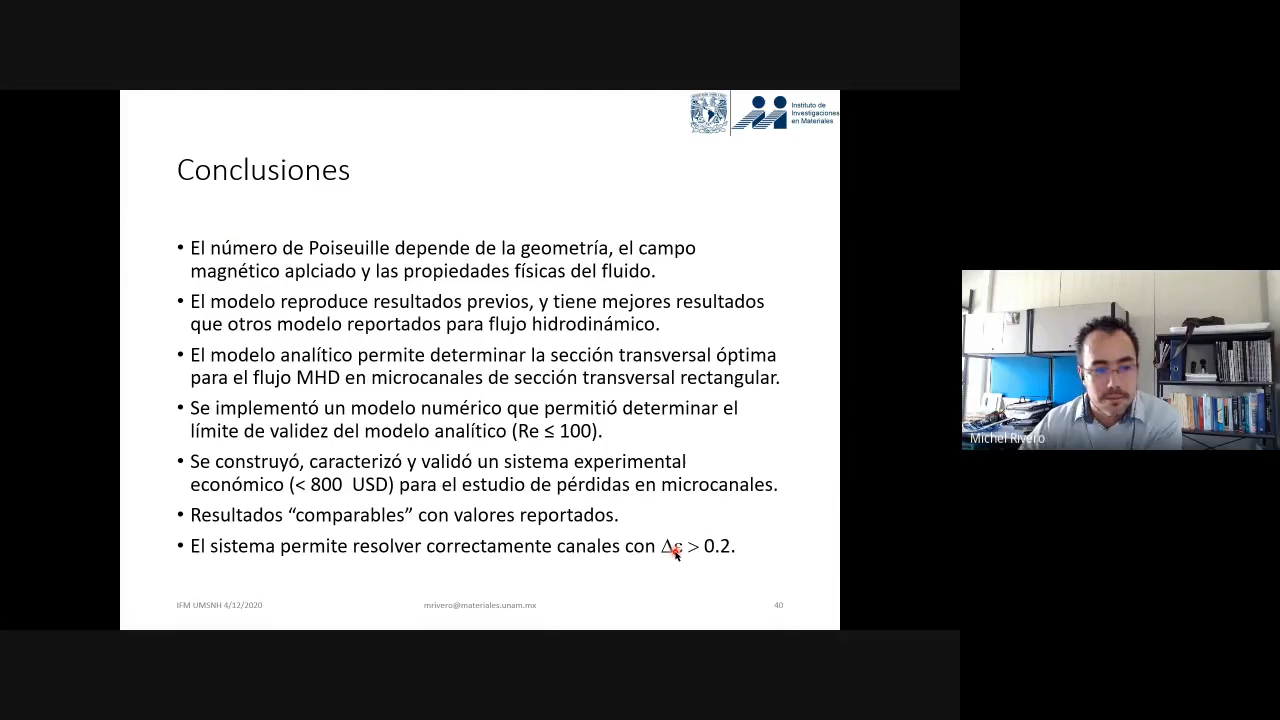 Instituto de
Investigaciones
en Materiales
Conclusiones
• El número de Poiseuille depende de la geometría, el campo
magnético aplciado y las propiedades físicas del fluido.
• El modelo reproduce resultados previos, y tiene mejores resultados
que otros modelo reportados para flujo hidrodinámico.
• El modelo analítico permite determinar la sección transversal óptima
para el flujo MHD en microcanales de sección transversal rectangular.
• Se implementó un modelo numérico que permitió determinar el
límite de validez del modelo analítico (Re ≤ 100).
• Se construyó, caracterizó y validó un sistema experimental
económico (< 800 USD) para el estudio de pérdidas en microcanales.
• Resultados “comparables” con valores reportados.
• El sistema permite resolver correctamente canales con Δε > 0.2.
IFM UMSNH 4/12/2020
mrivero@materiales.unam.mx
40
Michel Rivero